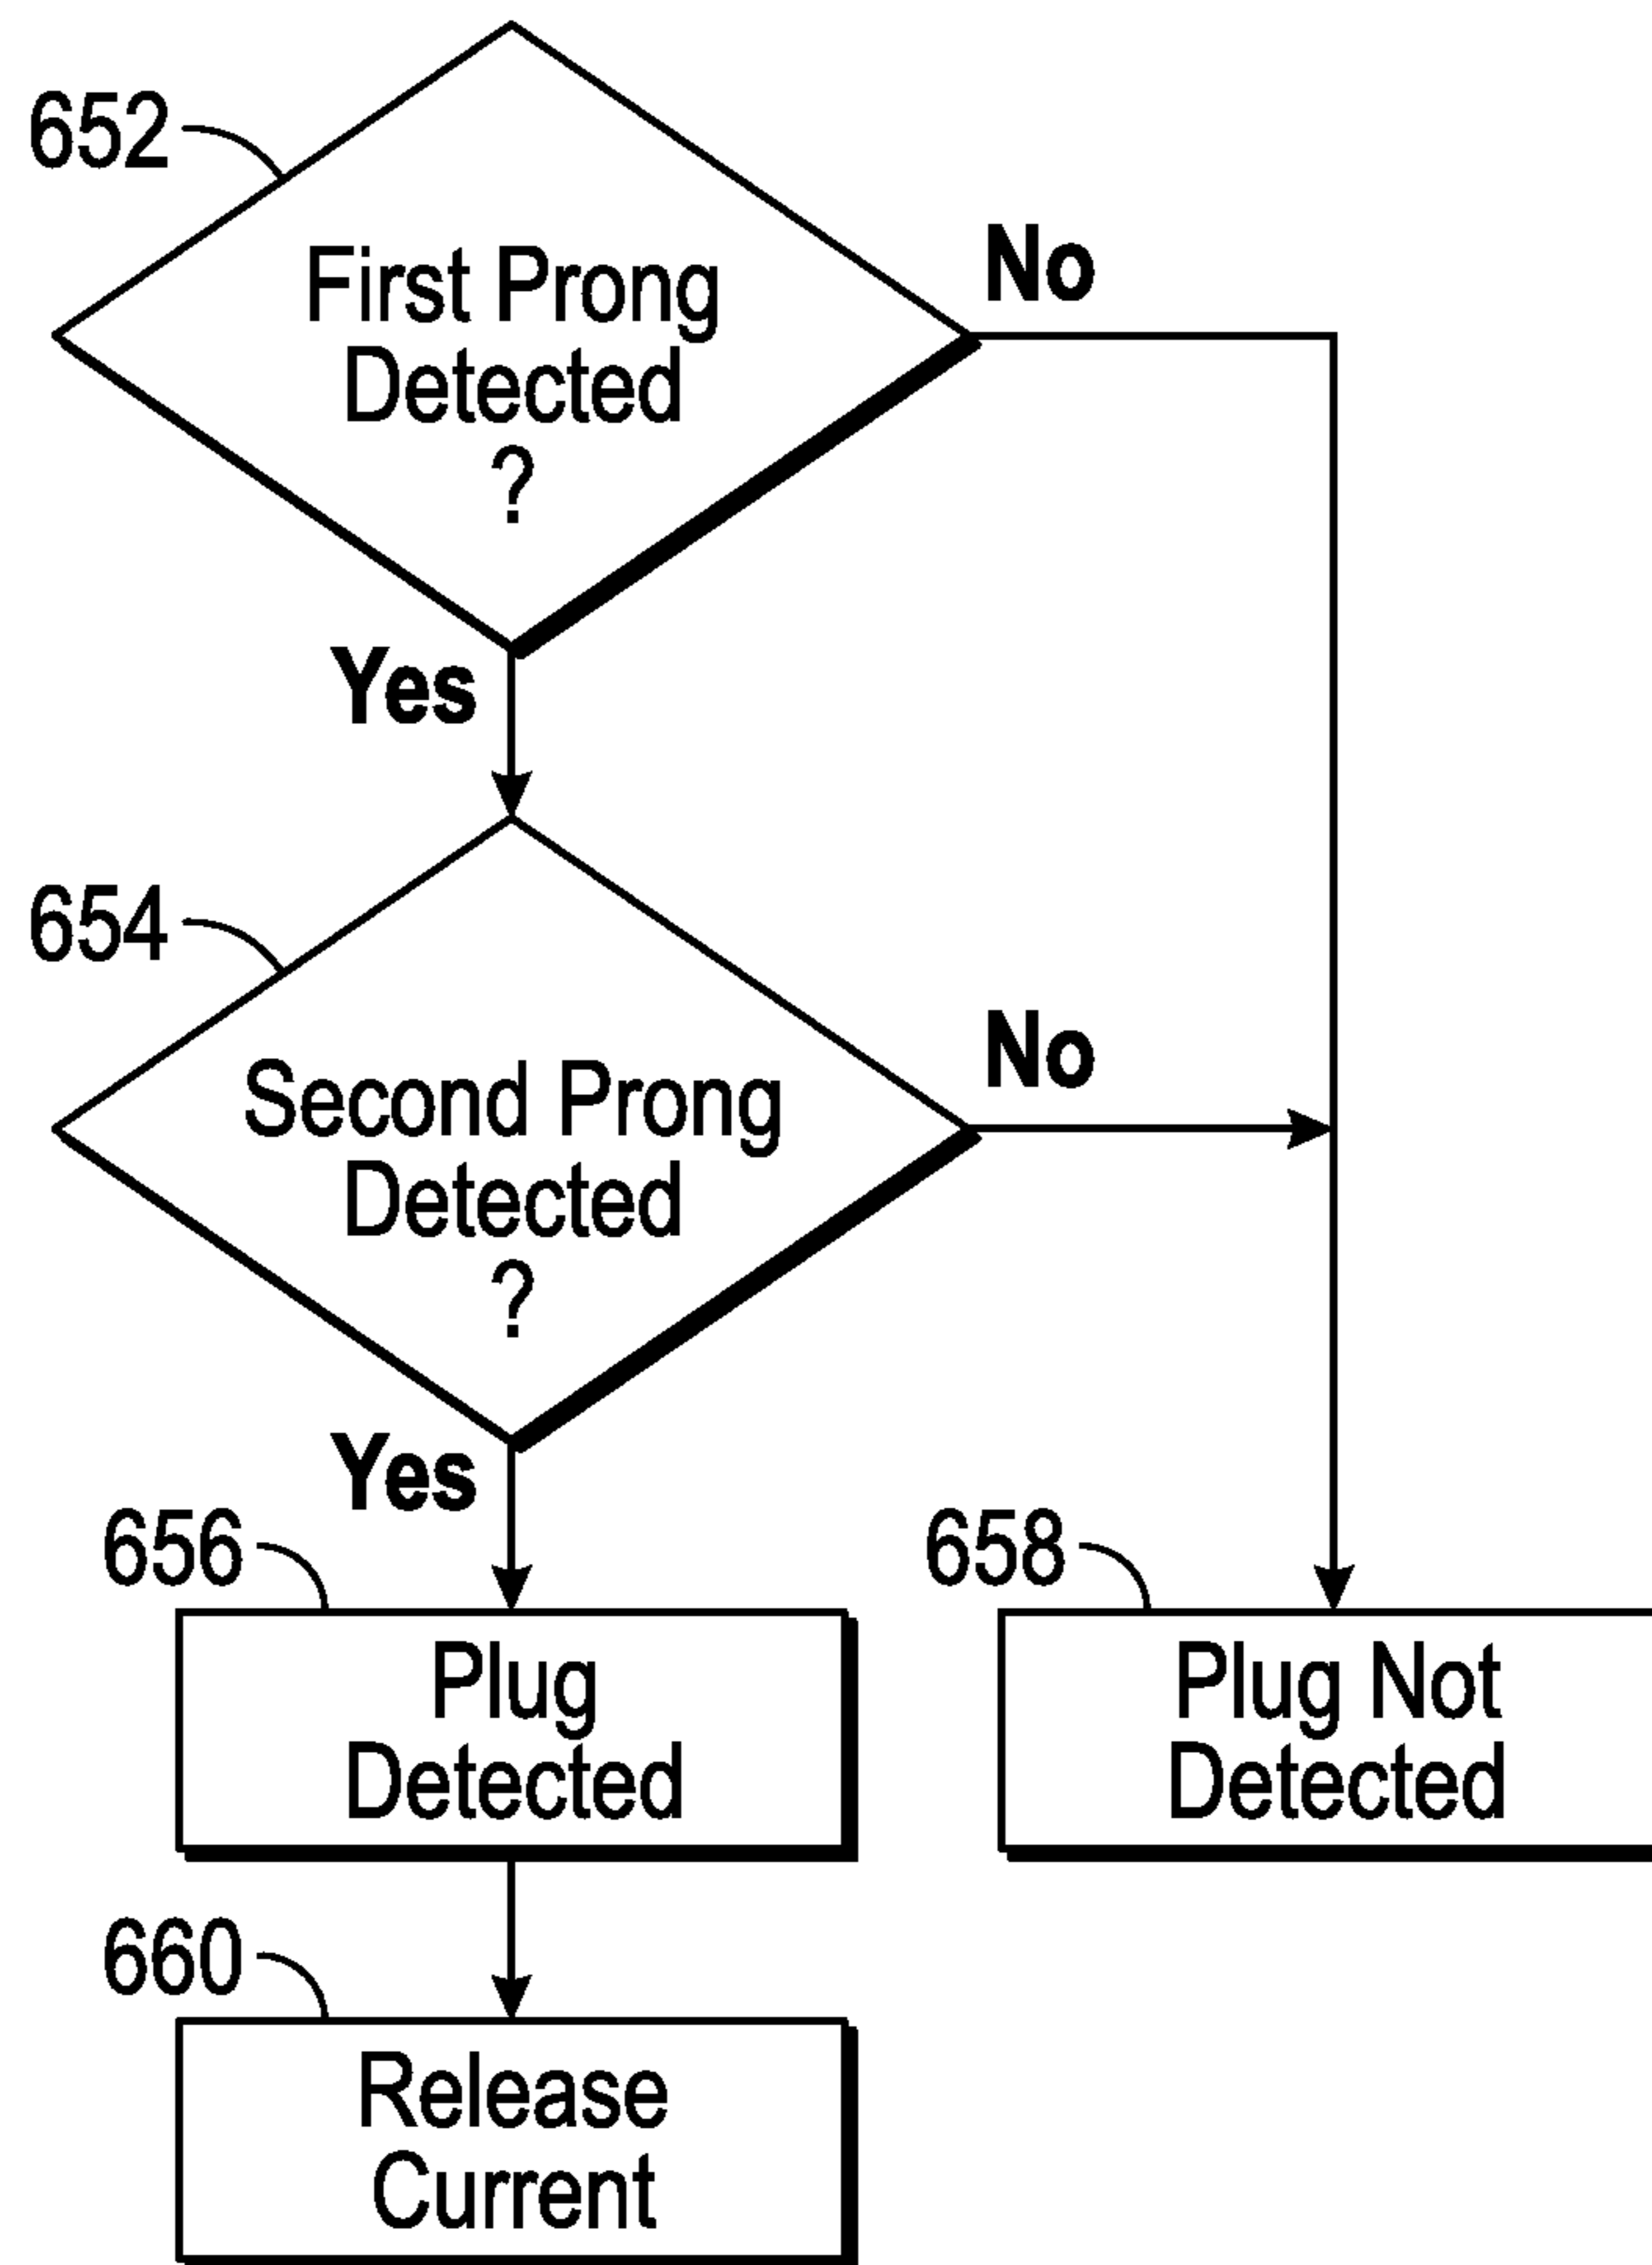 652
First Prong
Detected
?
No
Yes
654
Second Prong
Detected
?
No
Yes
656
Plug
Detected
658
Plug Not
Detected
660
Release
Current